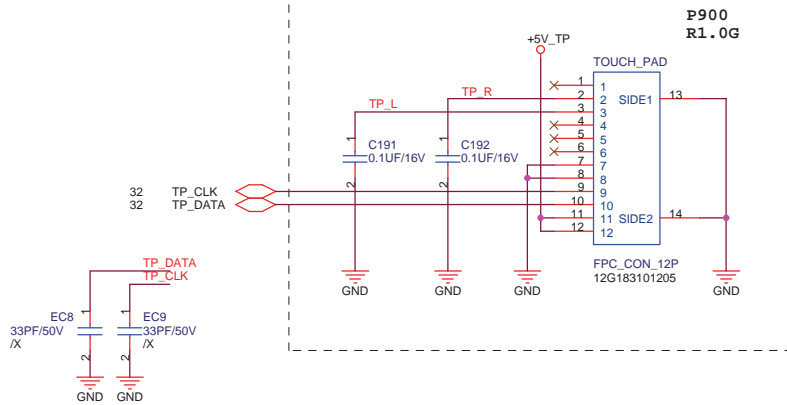 P900
R1.0G
+5V_TP
TOUCH_PAD
1 1
TP_R 2 2 SIDE1 13
TP_L 3 3
4 4
5 5
6 6
7 7
8 8
9 9
10 10
11 11 SIDE2 14
12 12
1 C191
0.1UF/16V
2
1 C192
0.1UF/16V
2
32 TP_CLK
32 TP_DATA
FPC_CON_12P
12G183101205
GND GND GND GND
TP_DATA
TP_CLK
EC8 1
33PF/50V
/X
2
GND
1 EC9
33PF/50V
/X
2
GND